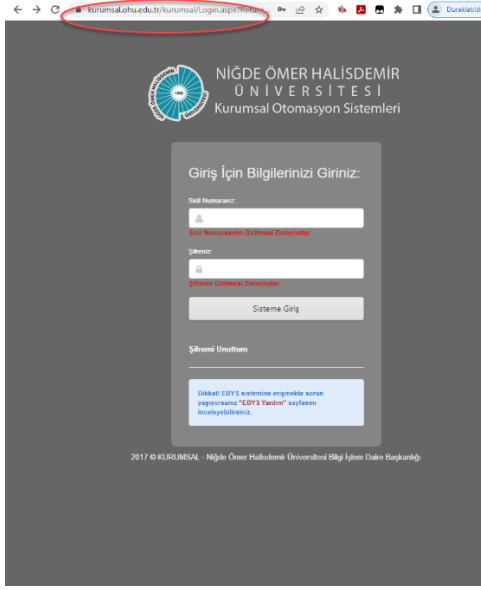 kurumsal.ohu.edu.tr/kurumsal/Login.aspx?Return...
Duraklatıld
NİĞDE ÖMER HALİSDEMİR
ÜNİVERSİTESİ
Kurumsal Otomasyon Sistemleri
Giriş İçin Bilgilerinizi Giriniz:
Sicil Numaranız:
Sicil Numarasının Girilmesi Zorunludur
Şifreniz:
Şifrenin Girilmesi Zorunludur
Sisteme Giriş
Şifremi Unuttum
Dikkat! EBYS sistemine erişmekte sorun
yaşıyorsanız "EBYS Yardım" sayfasını
inceleyebilirsiniz.
2017 © KURUMSAL - Niğde Ömer Halisdemir Üniversitesi Bilgi İşlem Daire Başkanlığı